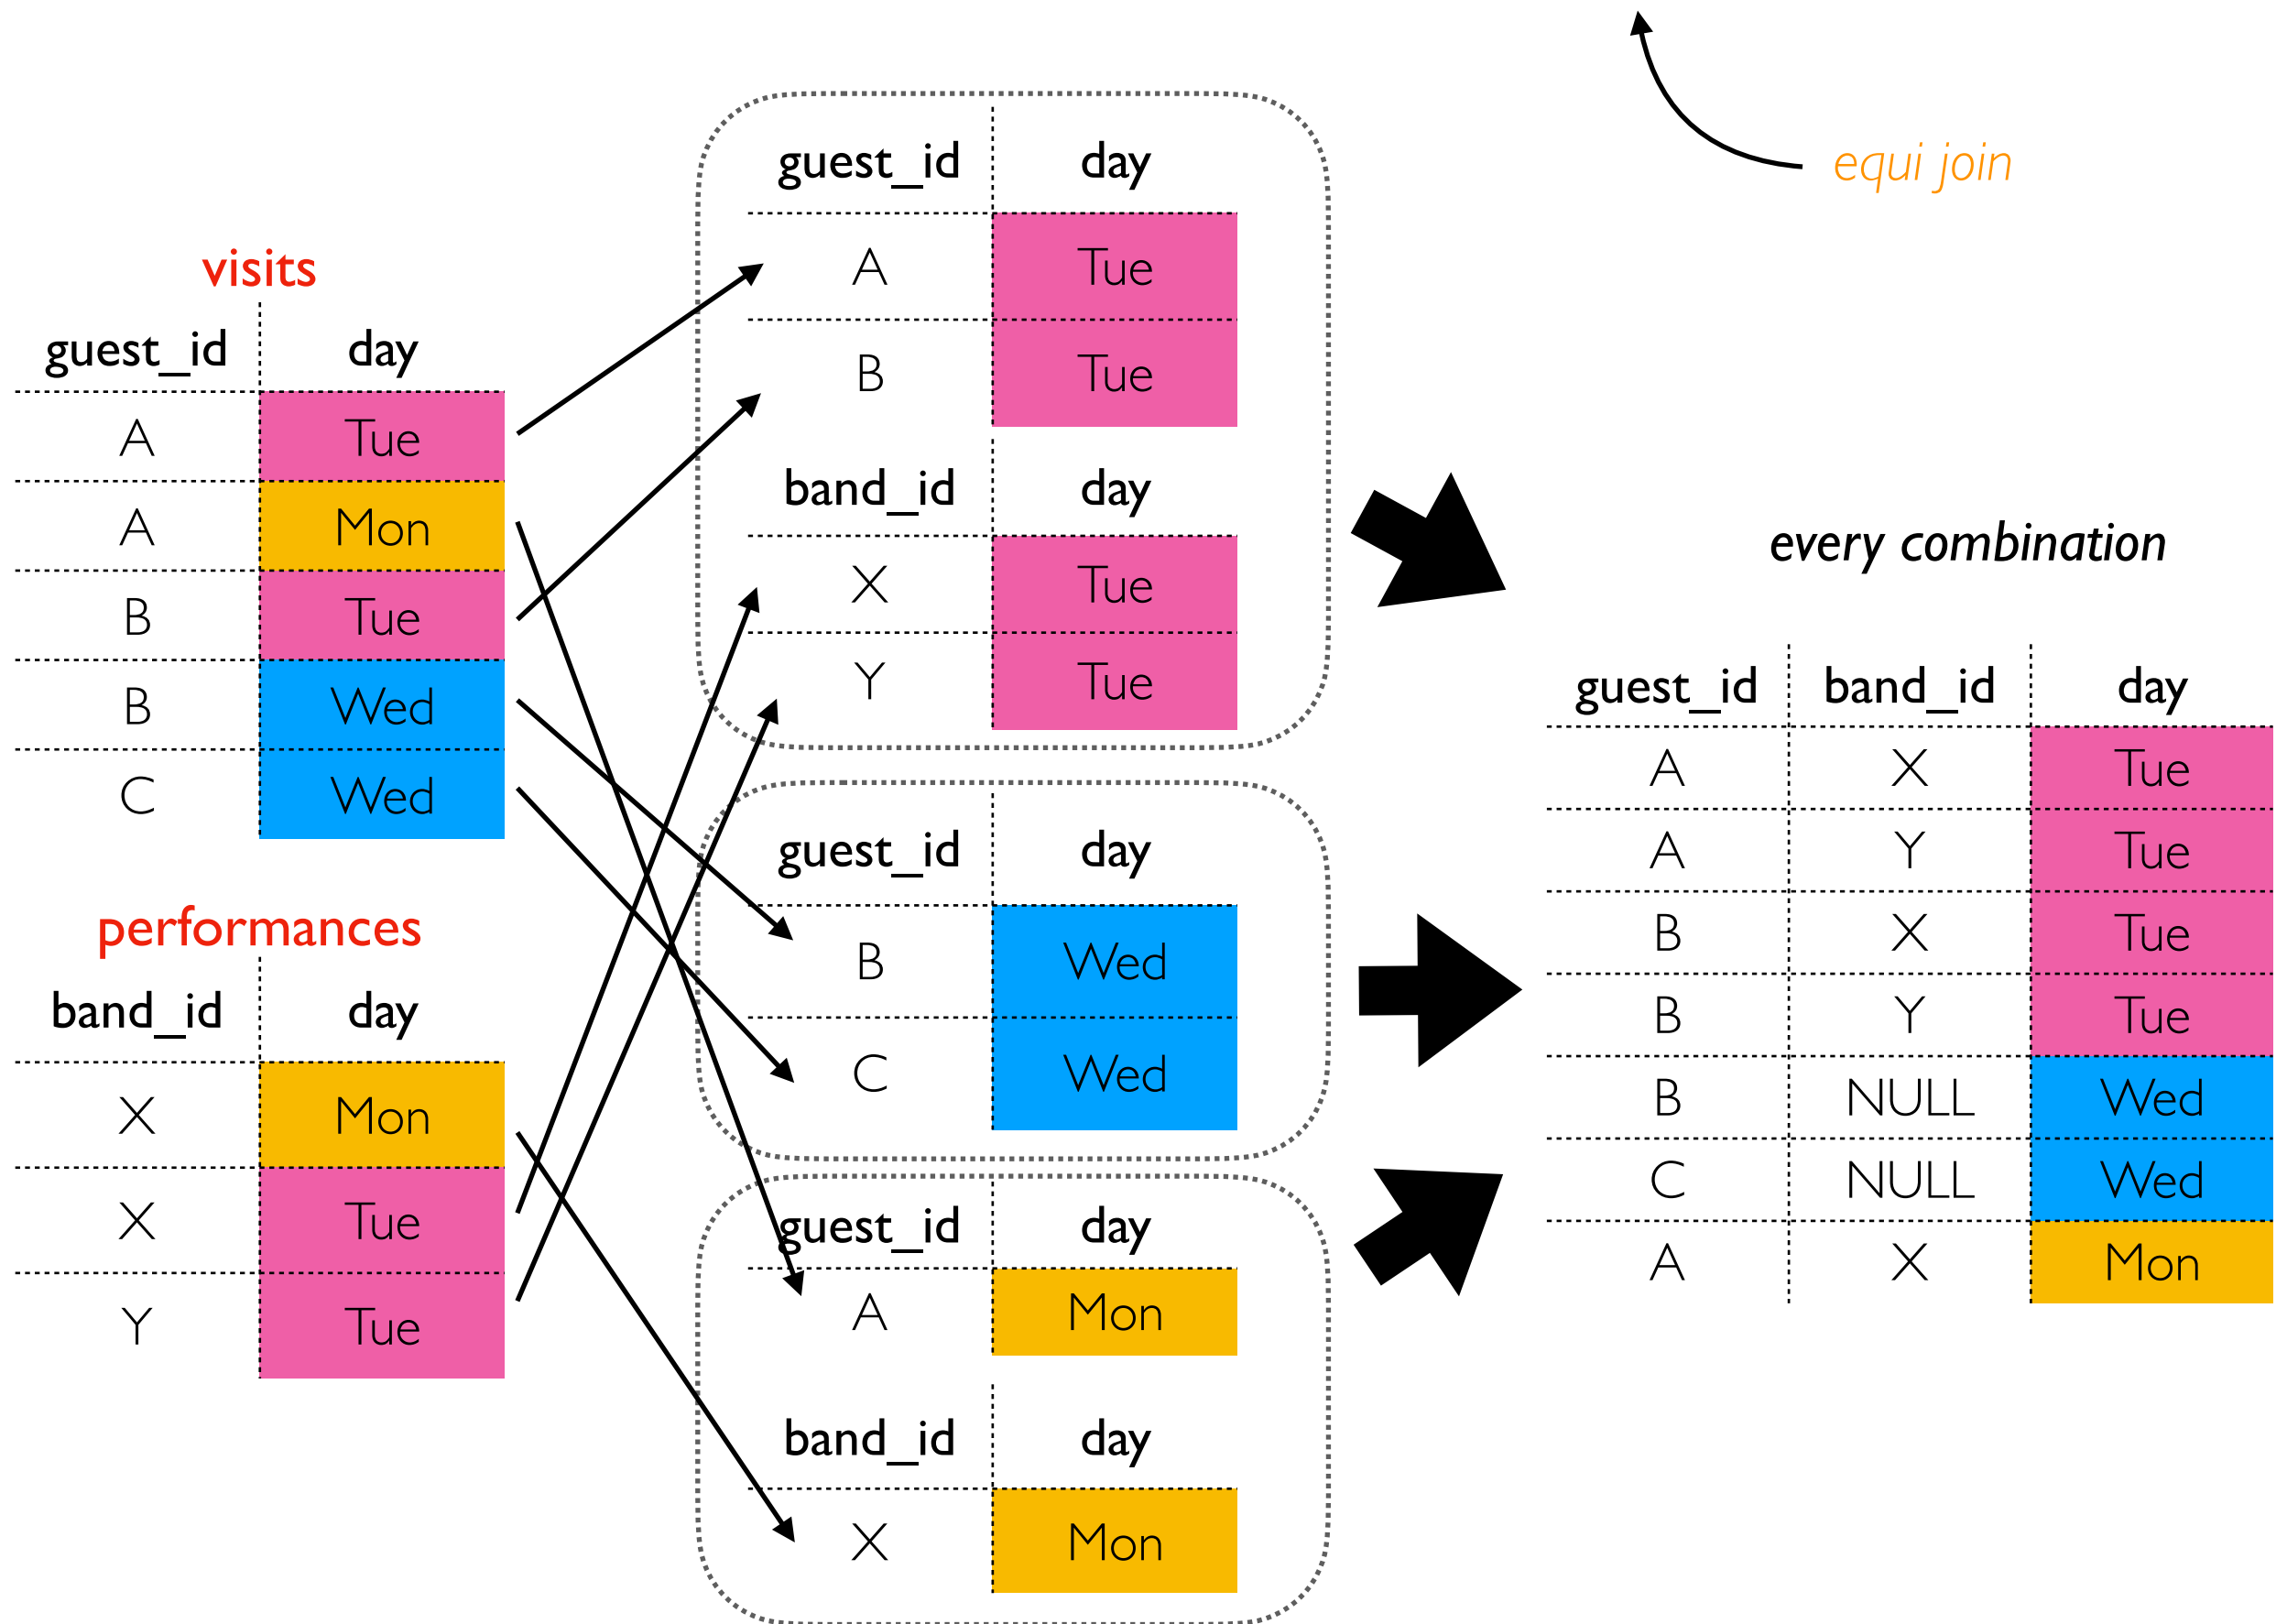 equi join
visits
guest_id day
A Tue
A Mon
B Tue
B Wed
C Wed
performances
band_id day
X Mon
X Tue
Y Tue
guest_id day
A Tue
B Tue
band_id day
X Tue
Y Tue
guest_id day
B Wed
C Wed
guest_id day
A Mon
band_id day
X Mon
every combination
guest_id band_id day
A X Tue
A Y Tue
B X Tue
B Y Tue
B NULL Wed
C NULL Wed
A X Mon